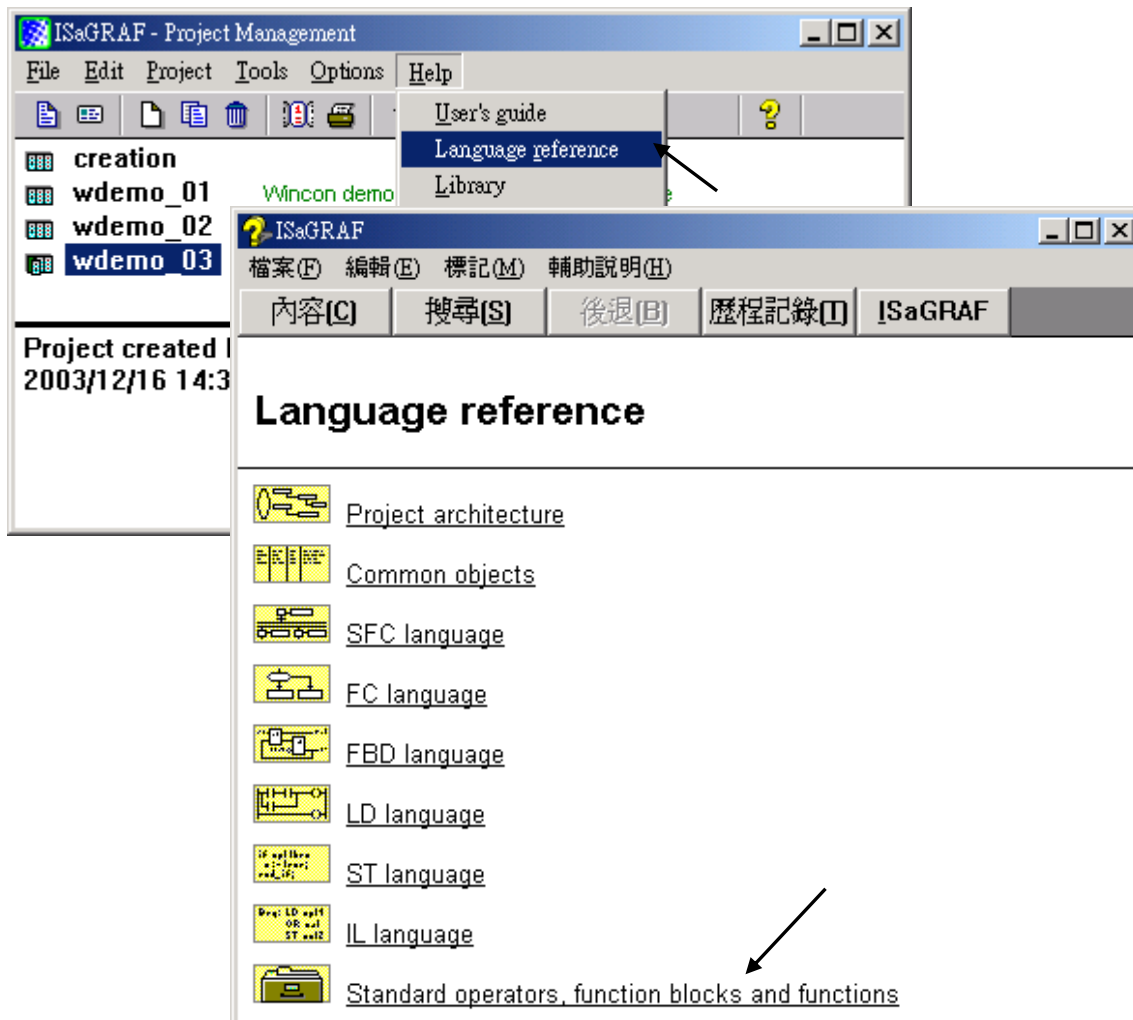 ISaGRAF - Project Management
File Edit Project Tools Options Help
User's guide
Language reference
Library
creation
wdemo_01 Wincon demo
wdemo_02
wdemo_03
Project created
2003/12/16 14:3
ISaGRAF
檔案(F) 編輯(E) 標記(M) 輔助說明(H)
內容(C) 搜尋(S) 後退(B) 歷程記錄(T) ISaGRAF
Language reference
Project architecture
Common objects
SFC language
FC language
FBD language
LD language
ST language
IL language
Standard operators, function blocks and functions